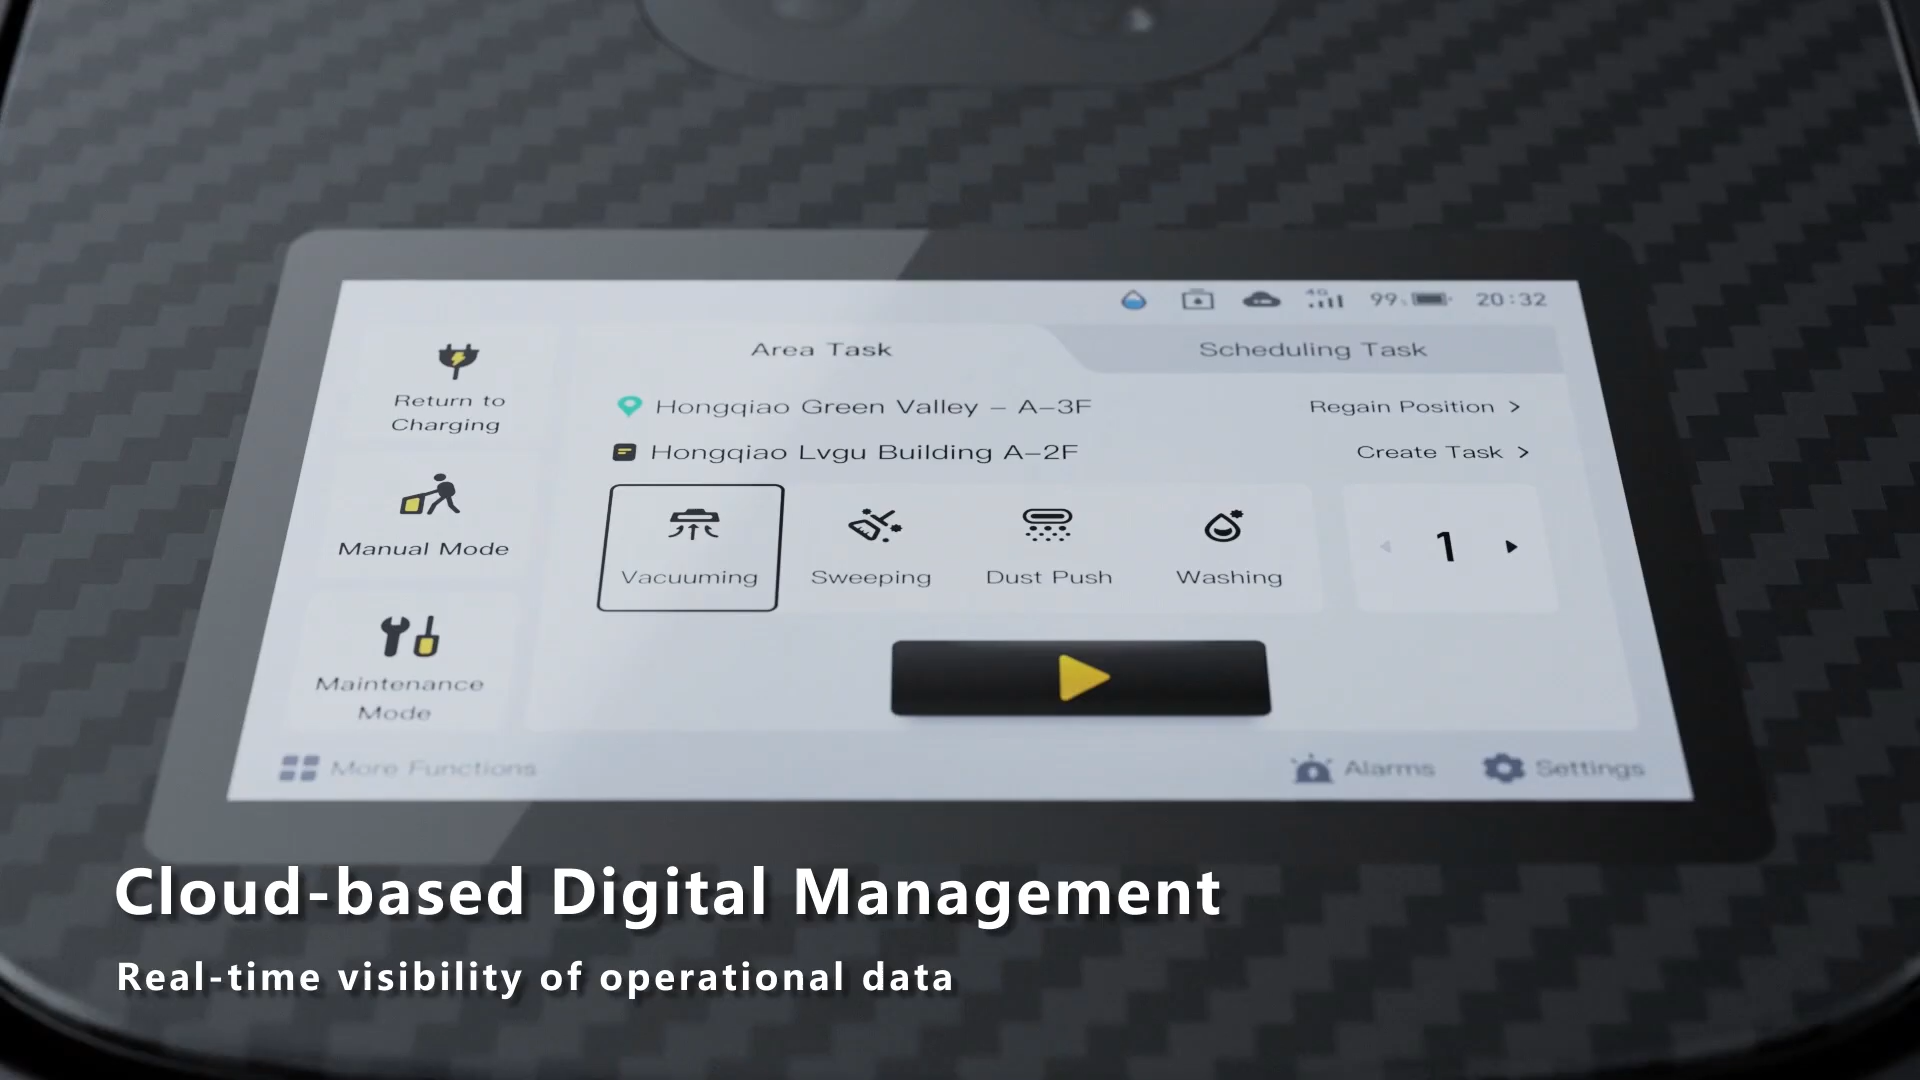 4G
99%
20:32
Area Task
Scheduling Task
Return to
Charging
Hongqiao Green Valley – A–3F
Regain Position >
Hongqiao Lvgu Building A–2F
Create Task >
Manual Mode
Vacuuming
Sweeping
Dust Push
Washing
1
Maintenance
Mode
More Functions
Alarms
Settings
Cloud-based Digital Management
Real-time visibility of operational data